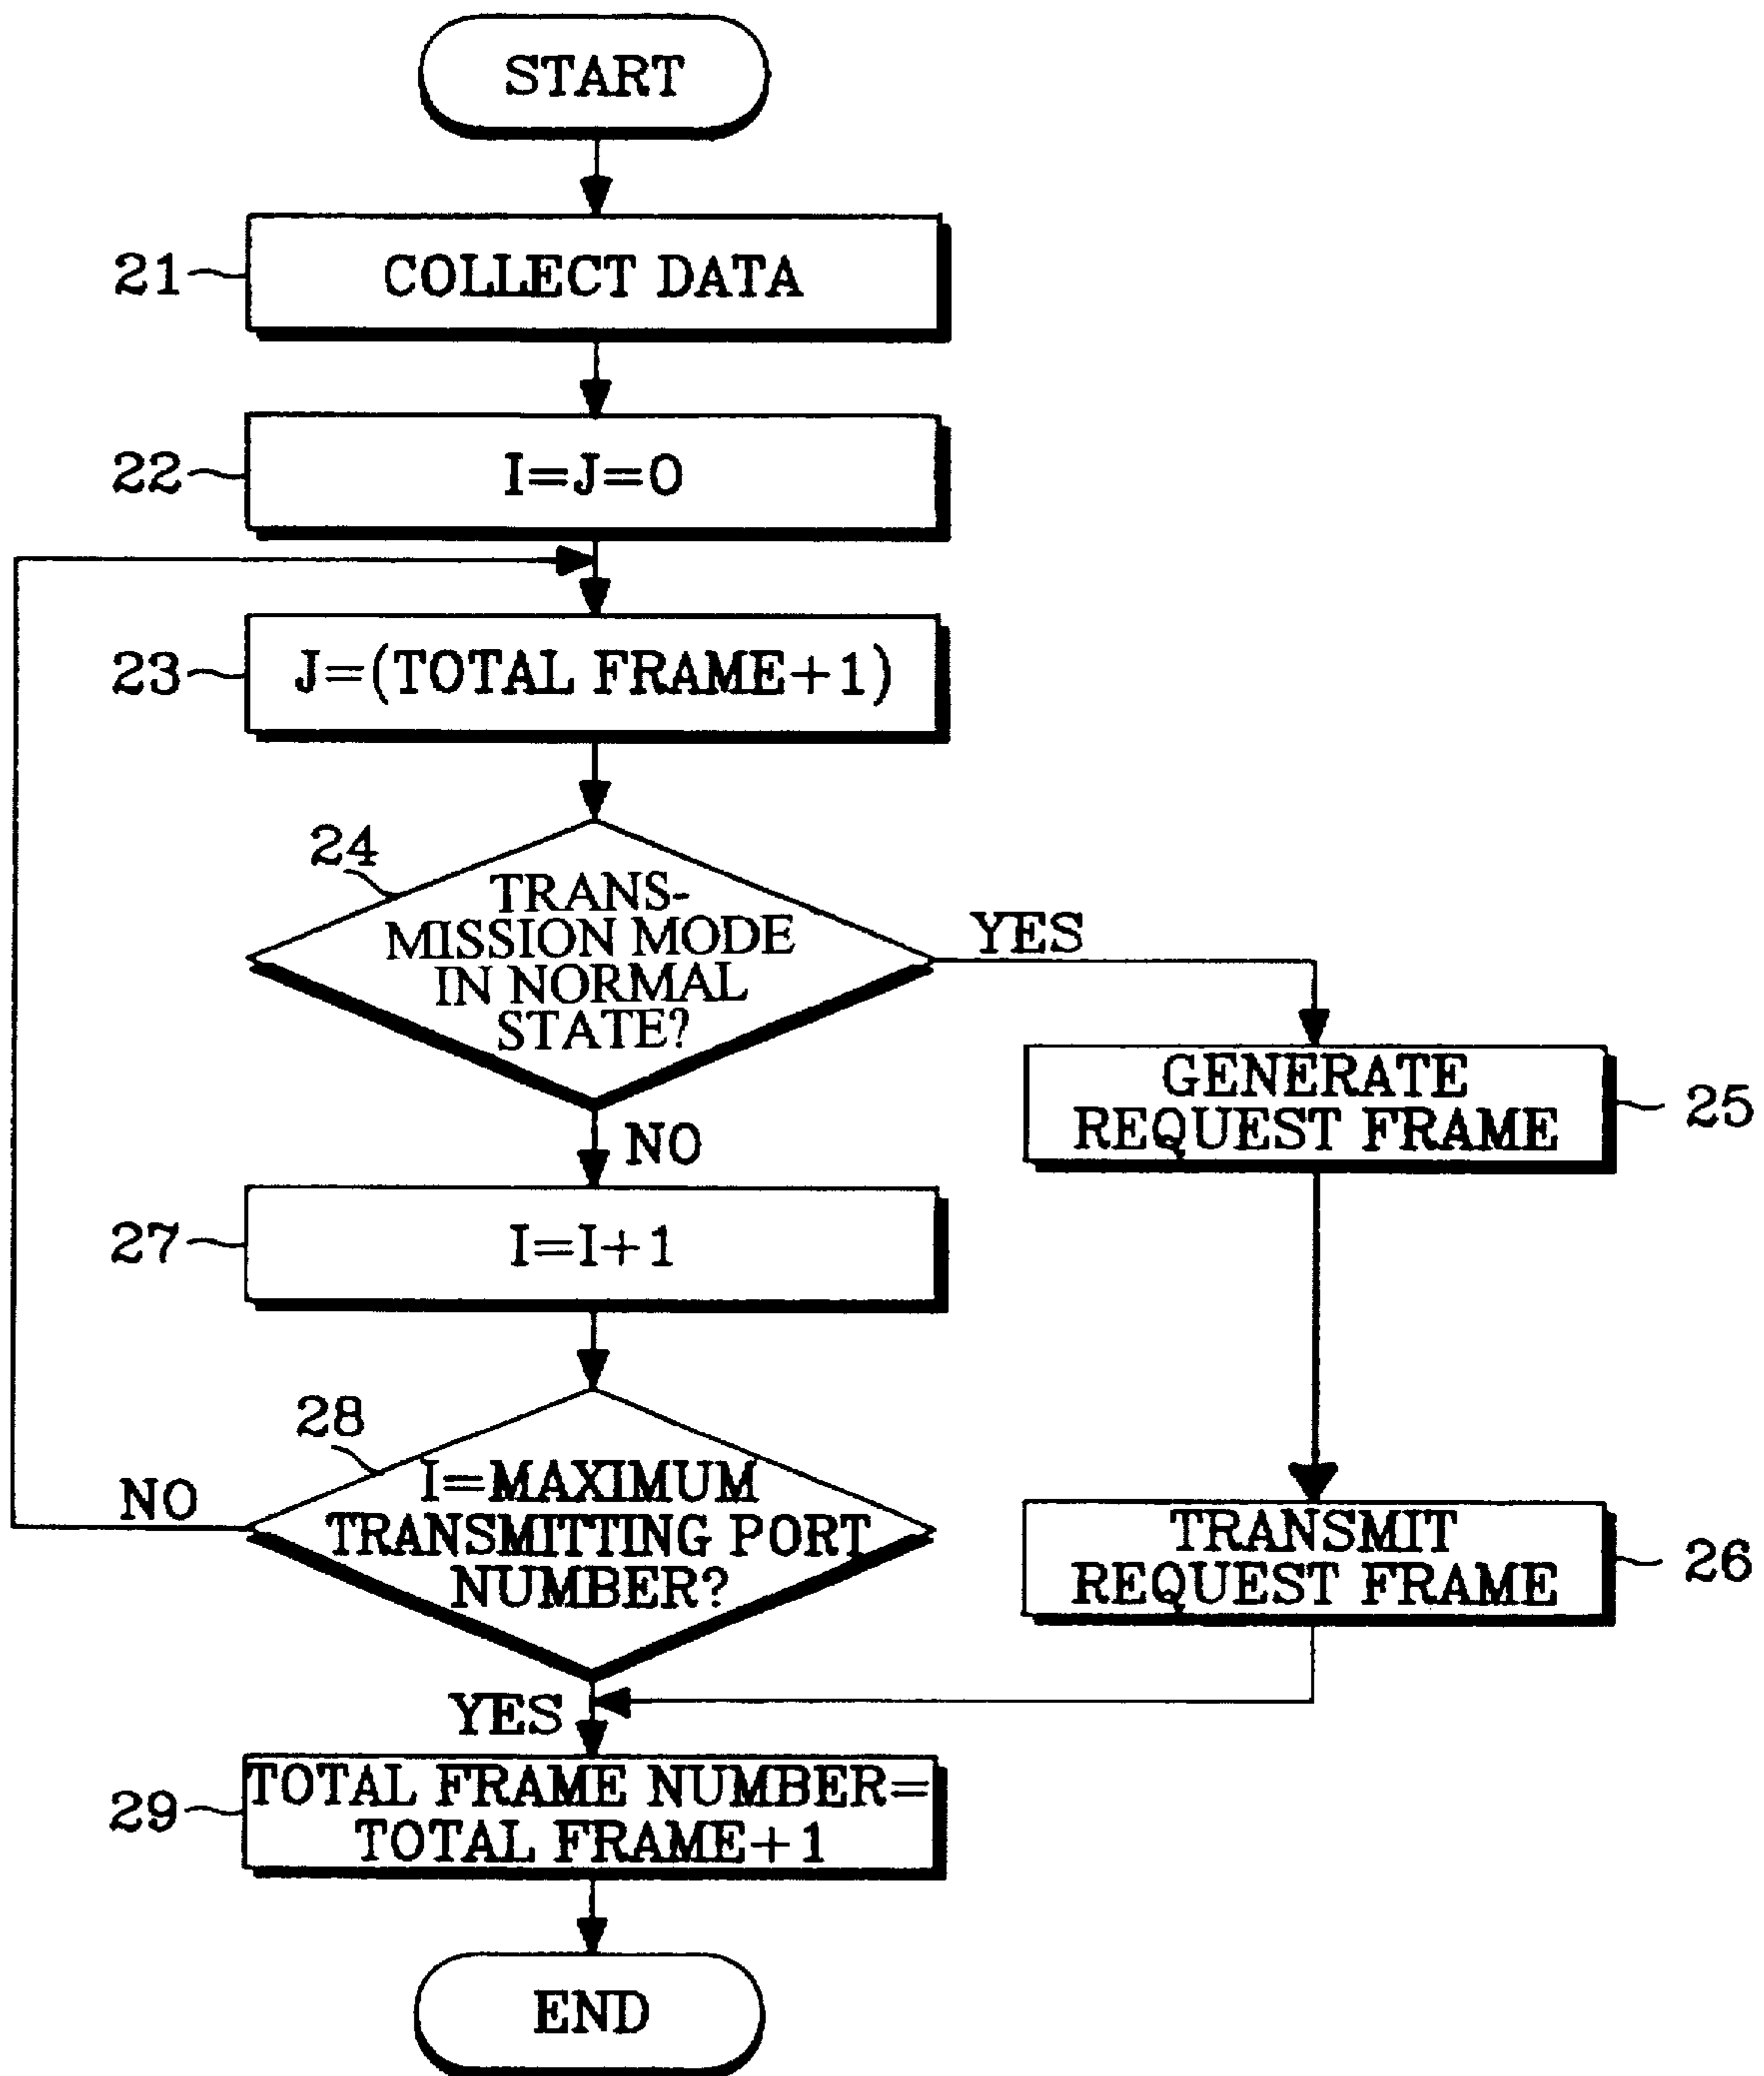 START
21
COLLECT DATA
22
I=J=0
23
J=(TOTAL FRAME+1)
24
TRANS-
MISSION MODE
IN NORMAL
STATE?
YES
NO
GENERATE
REQUEST FRAME
25
27
I=I+1
28
I=MAXIMUM
TRANSMITTING PORT
NUMBER?
NO
YES
TRANSMIT
REQUEST FRAME
26
29
TOTAL FRAME NUMBER=
TOTAL FRAME+1
END